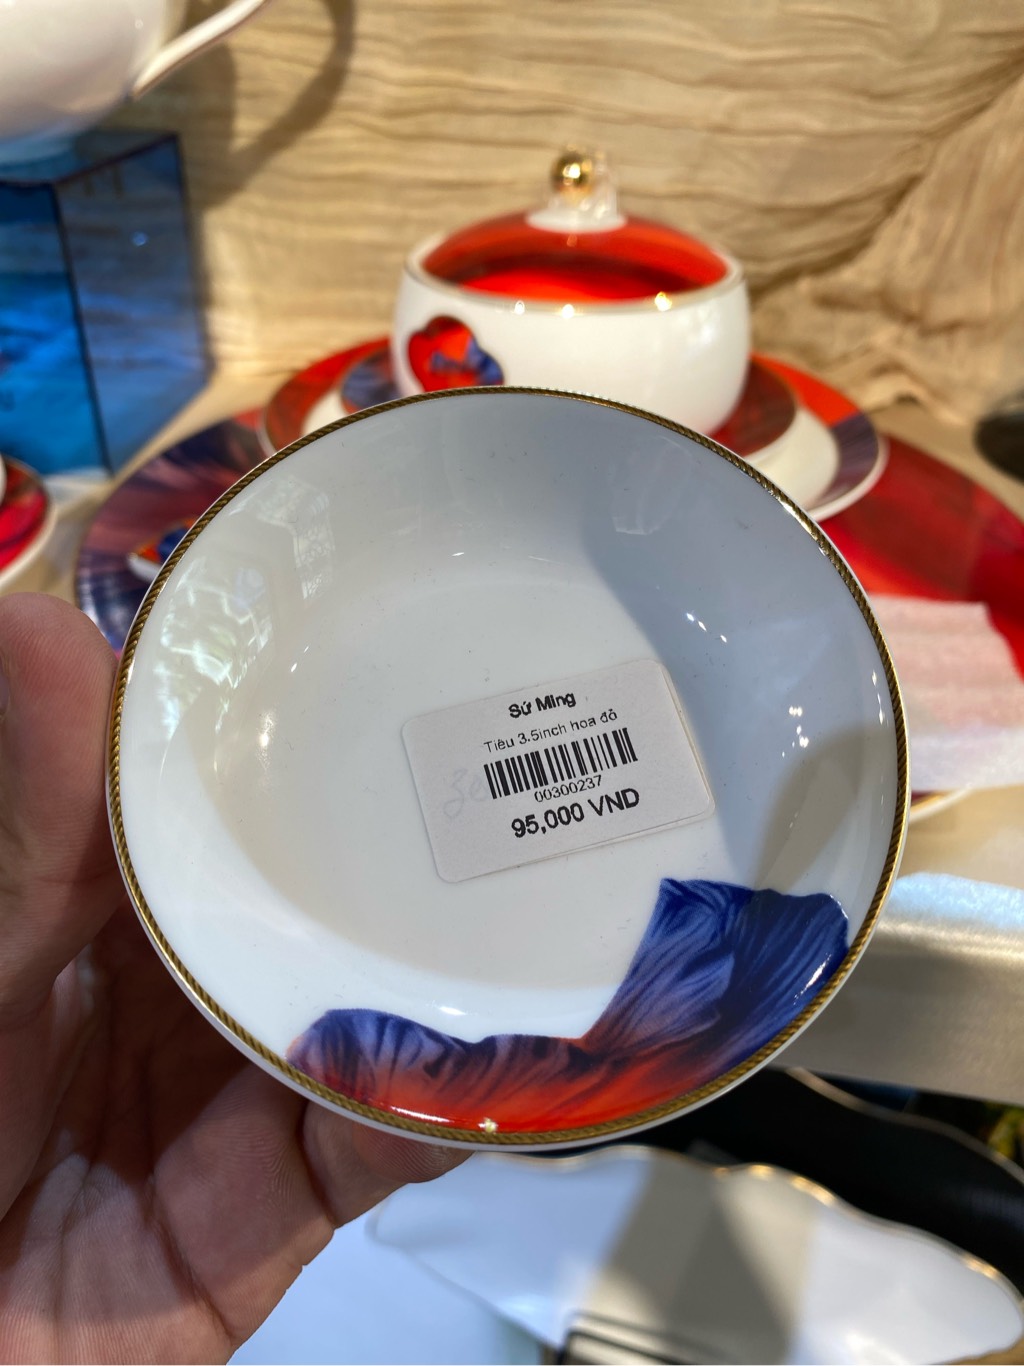 Sứ Ming
Tiêu 3.5inch hoa đỏ
00300237
95,000 VND